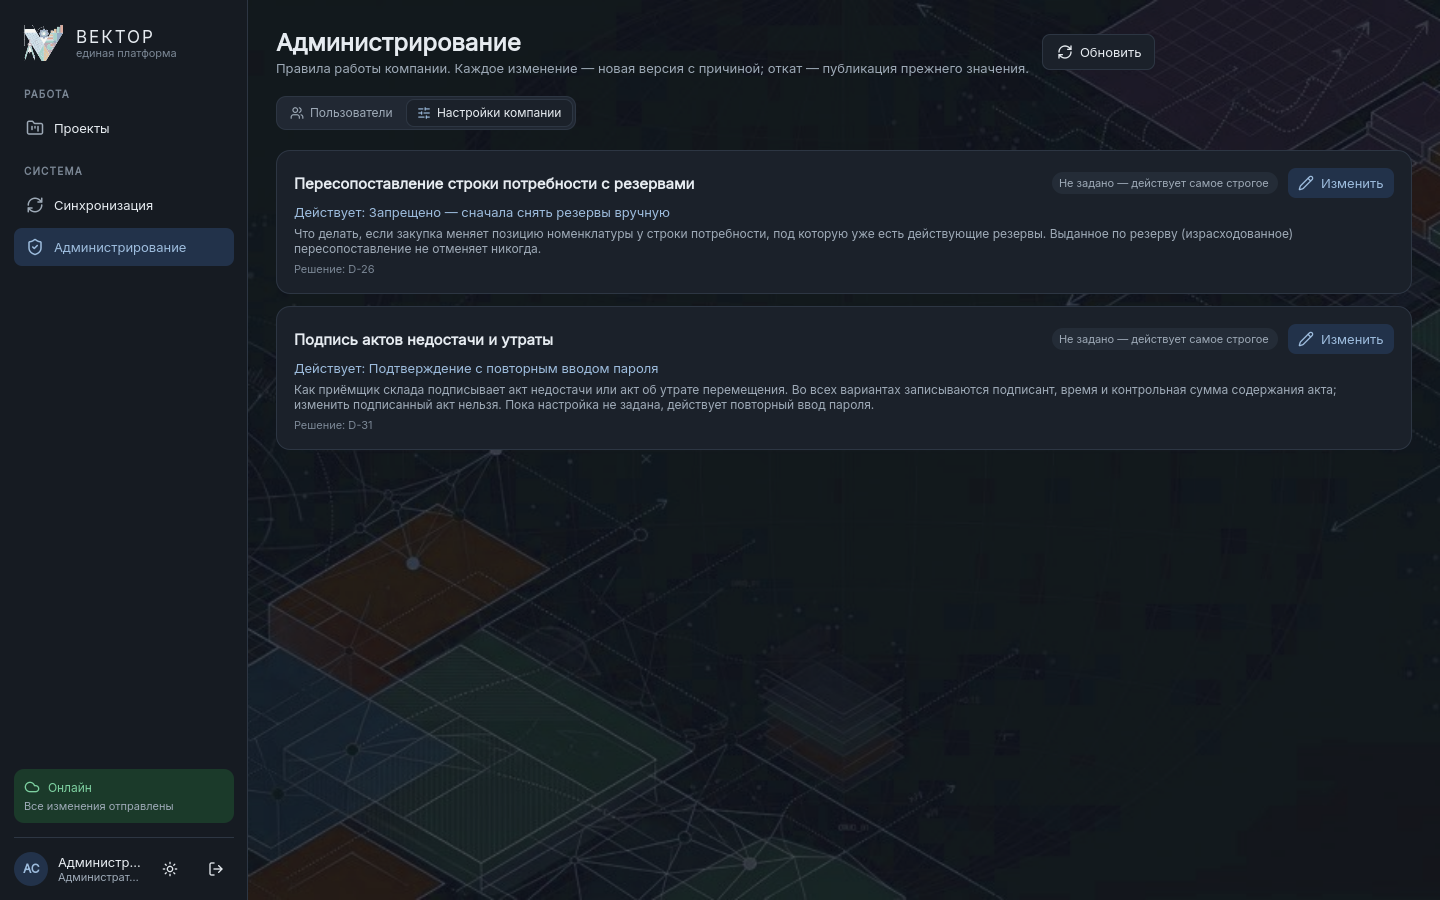 ВЕКТОР
единая платформа
РАБОТА
Проекты
СИСТЕМА
Синхронизация
Администрирование
Онлайн
Все изменения отправлены
АС
Администр...
Администрат...
Администрирование
Правила работы компании. Каждое изменение — новая версия с причиной; откат — публикация прежнего значения.
Обновить
Пользователи
Настройки компании
Пересопоставление строки потребности с резервами
Не задано — действует самое строгое
Изменить
Действует: Запрещено — сначала снять резервы вручную
Что делать, если закупка меняет позицию номенклатуры у строки потребности, под которую уже есть действующие резервы. Выданное по резерву (израсходованное)
пересопоставление не отменяет никогда.
Решение: D-26
Подпись актов недостачи и утраты
Не задано — действует самое строгое
Изменить
Действует: Подтверждение с повторным вводом пароля
Как приёмщик склада подписывает акт недостачи или акт об утрате перемещения. Во всех вариантах записываются подписант, время и контрольная сумма содержания акта;
изменить подписанный акт нельзя. Пока настройка не задана, действует повторный ввод пароля.
Решение: D-31